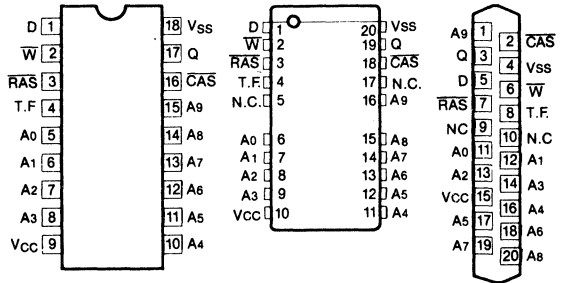 D 1 18 VSS
W 2 17 Q
RAS 3 16 CAS
T.F 4 15 A9
A0 5 14 A8
A1 6 13 A7
A2 7 12 A6
A3 8 11 A5
VCC 9 10 A4
D 1 20 VSS
W 2 19 Q
RAS 3 18 CAS
T.F. 4 17 N.C.
N.C. 5 16 A9
A0 6 15 A8
A1 7 14 A7
A2 8 13 A6
A3 9 12 A5
VCC 10 11 A4
A9 1
2 CAS
Q 3
4 VSS
D 5
6 W
RAS 7
8 T.F.
NC 9
10 N.C
A0 11
12 A1
A2 13
14 A3
VCC 15
16 A4
A5 17
18 A6
A7 19
20 A8